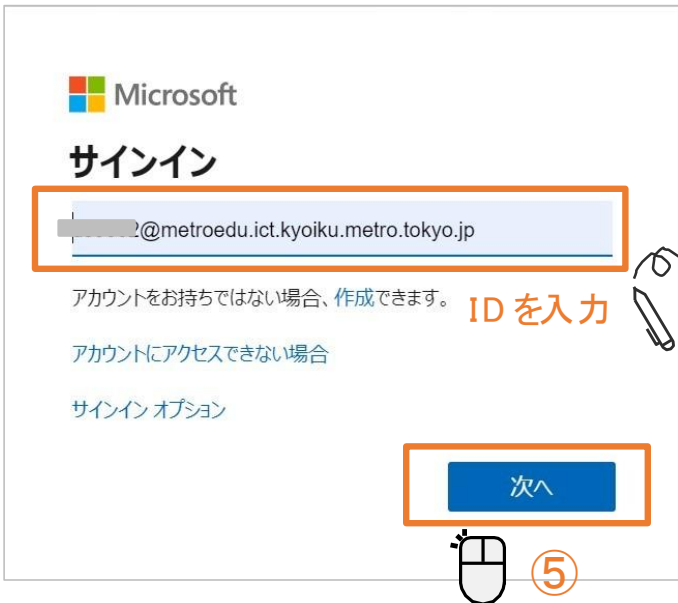 Microsoft
サインイン
@metroedu.ict.kyoiku.metro.tokyo.jp
アカウントをお持ちではない場合、作成できます。
IDを入力
アカウントにアクセスできない場合
サインイン オプション
次へ
⑤